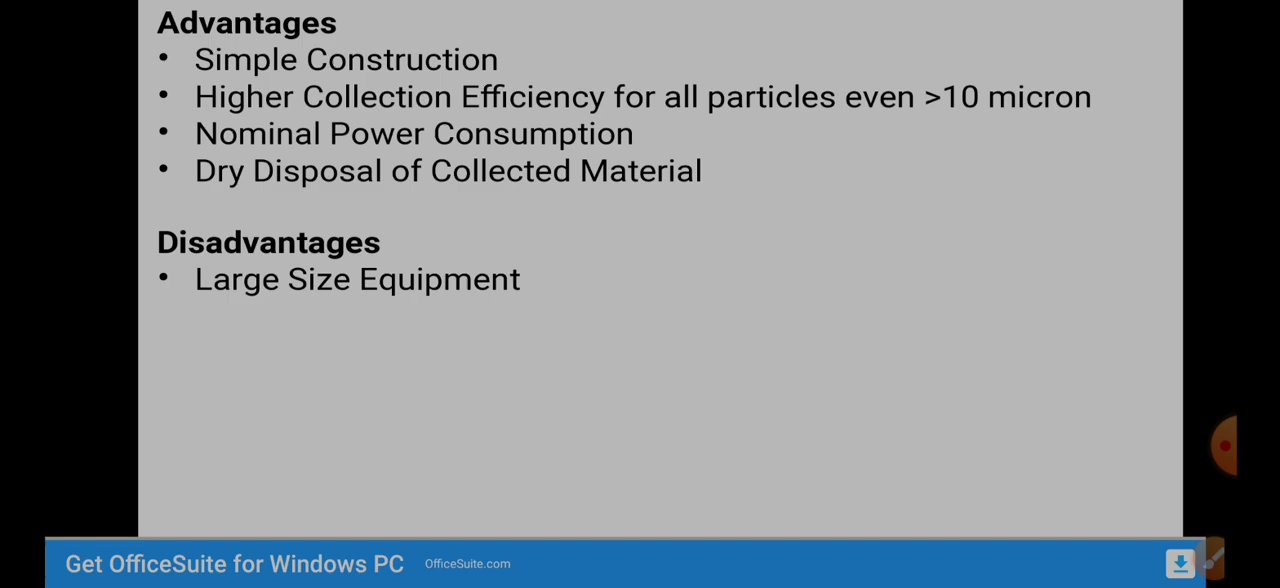 Advantages
• Simple Construction
• Higher Collection Efficiency for all particles even >10 micron
• Nominal Power Consumption
• Dry Disposal of Collected Material
Disadvantages
• Large Size Equipment
Get OfficeSuite for Windows PC OfficeSuite.com